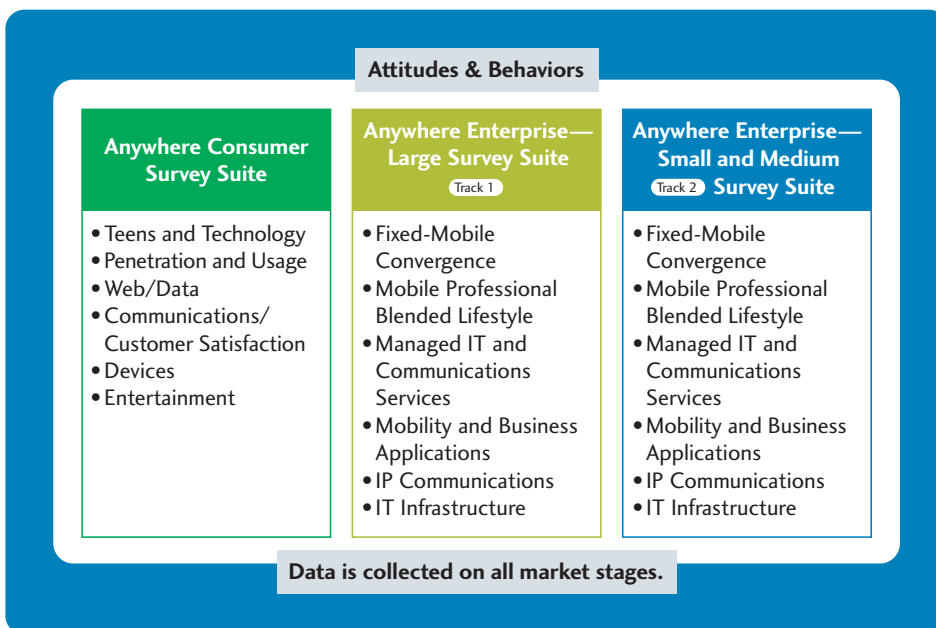 Attitudes & Behaviors
Anywhere Consumer
Survey Suite
• Teens and Technology
• Penetration and Usage
• Web/Data
• Communications/
Customer Satisfaction
• Devices
• Entertainment
Anywhere Enterprise—
Large Survey Suite
Track 1
• Fixed-Mobile
Convergence
• Mobile Professional
Blended Lifestyle
• Managed IT and
Communications
Services
• Mobility and Business
Applications
• IP Communications
• IT Infrastructure
Anywhere Enterprise—
Small and Medium
Track 2 Survey Suite
• Fixed-Mobile
Convergence
• Mobile Professional
Blended Lifestyle
• Managed IT and
Communications
Services
• Mobility and Business
Applications
• IP Communications
• IT Infrastructure
Data is collected on all market stages.